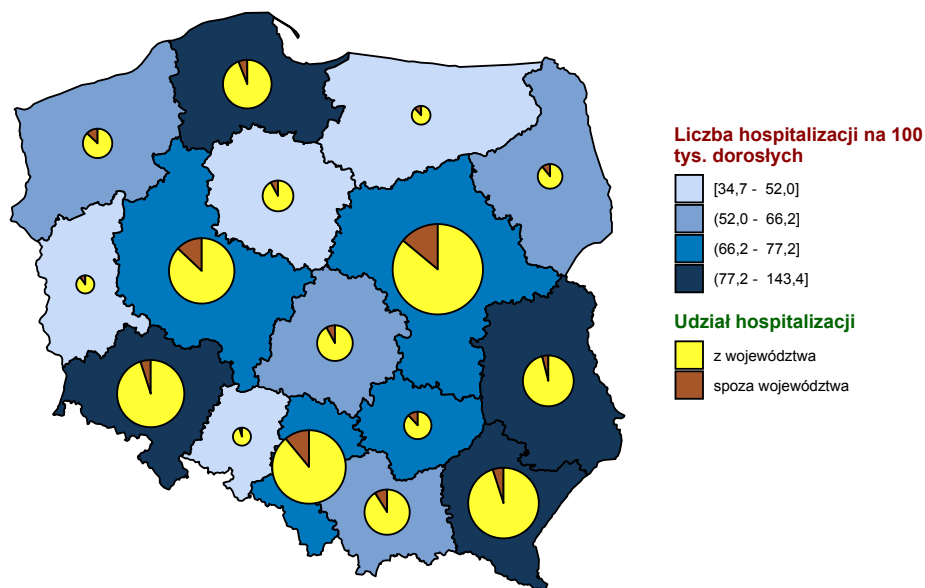 Liczba hospitalizacji na 100
tys. dorosłych
[34,7 - 52,0]
(52,0 - 66,2]
(66,2 - 77,2]
(77,2 - 143,4]
Udział hospitalizacji
z województwa
spoza województwa